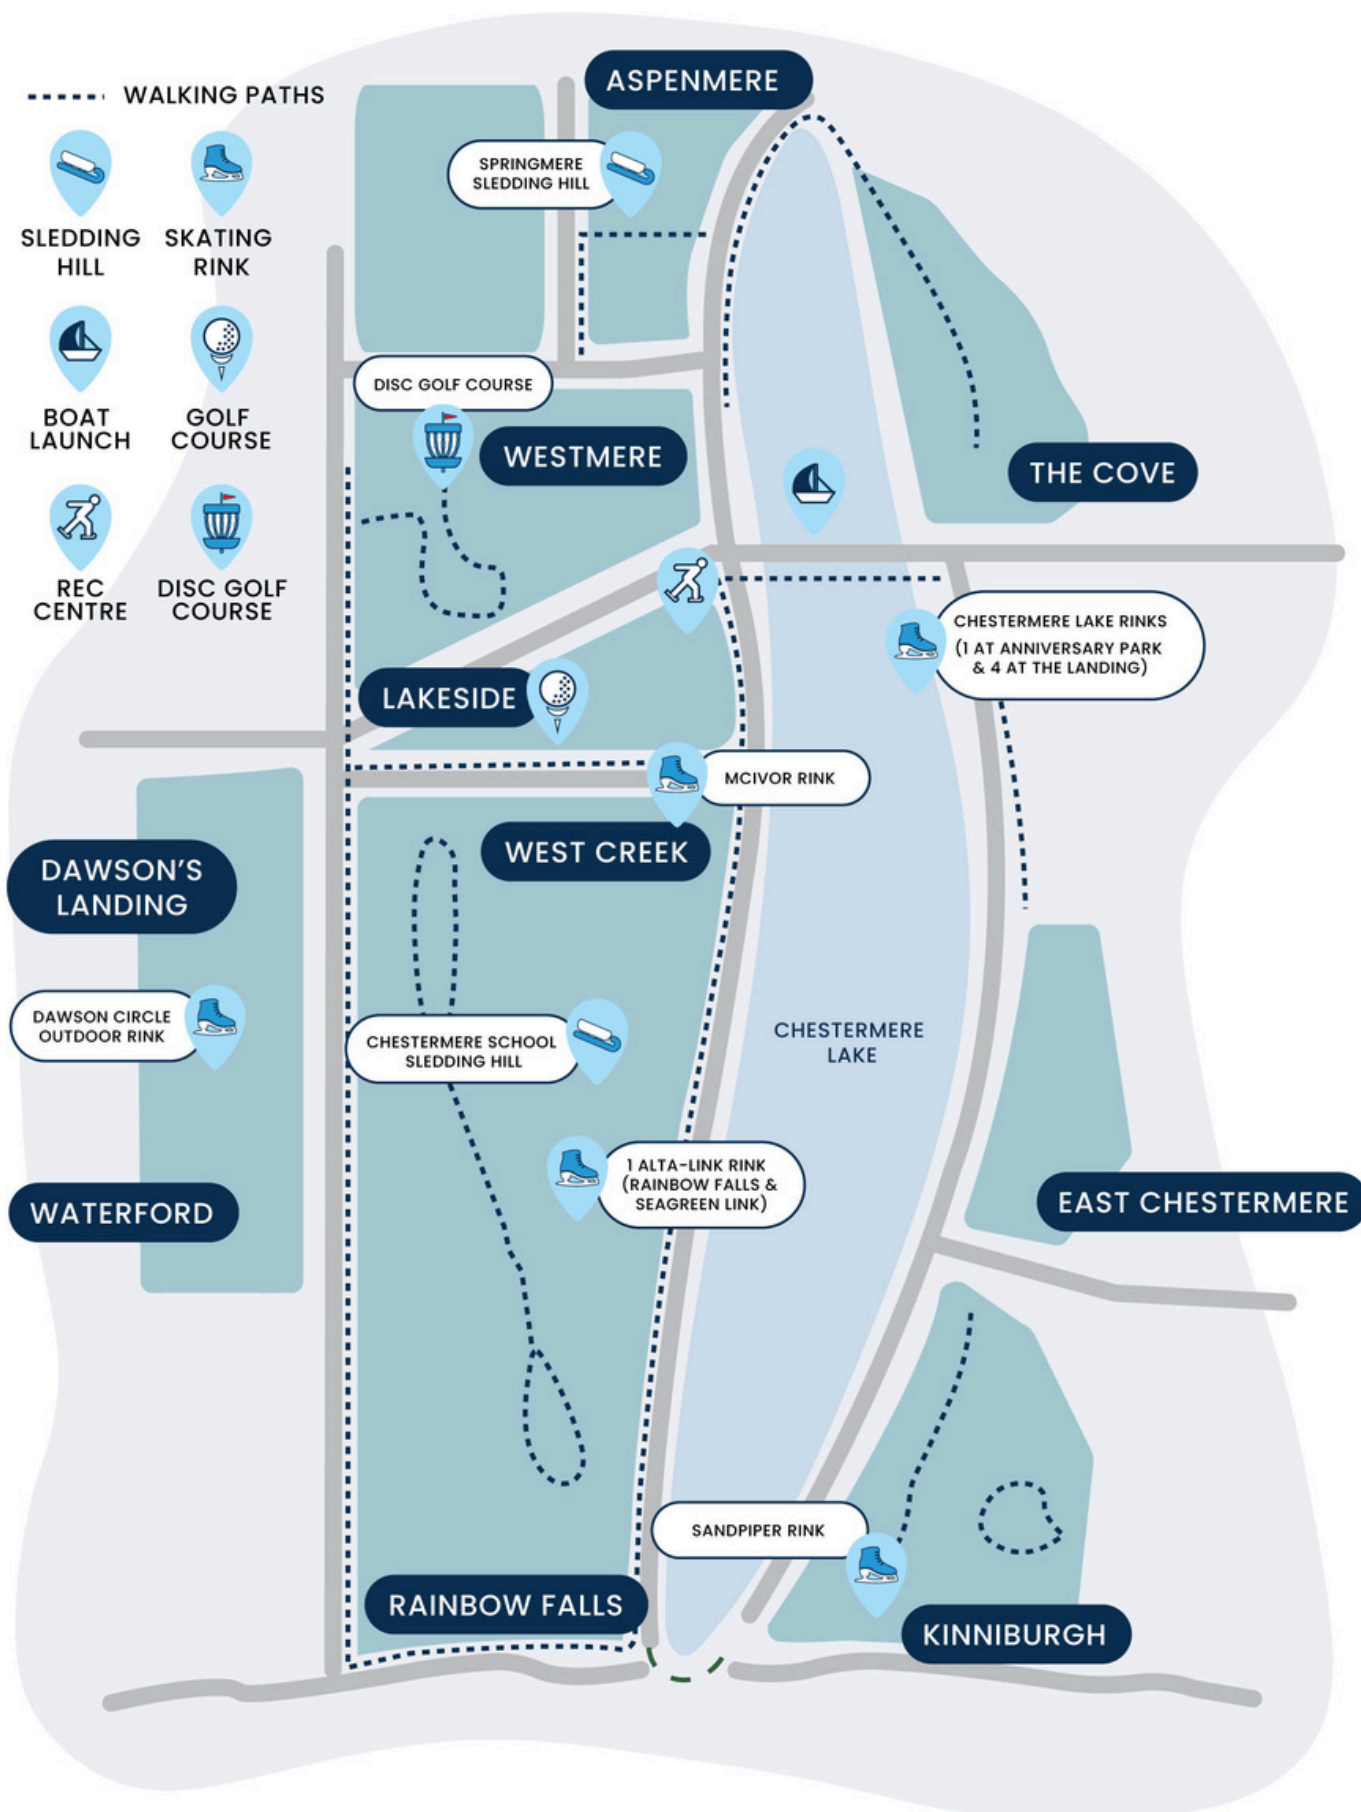 WALKING PATHS
SLEDDING
HILL
SKATING
RINK
BOAT
LAUNCH
GOLF
COURSE
REC
CENTRE
DISC GOLF
COURSE
ASPENMERE
SPRINGMERE
SLEDDING HILL
DISC GOLF COURSE
WESTMERE
THE COVE
CHESTERMERE LAKE RINKS
(1 AT ANNIVERSARY PARK
& 4 AT THE LANDING)
LAKESIDE
MCIVOR RINK
WEST CREEK
DAWSON'S
LANDING
DAWSON CIRCLE
OUTDOOR RINK
CHESTERMERE SCHOOL
SLEDDING HILL
CHESTERMERE
LAKE
1 ALTA-LINK RINK
(RAINBOW FALLS &
SEAGREEN LINK)
WATERFORD
EAST CHESTERMERE
SANDPIPER RINK
RAINBOW FALLS
KINNIBURGH